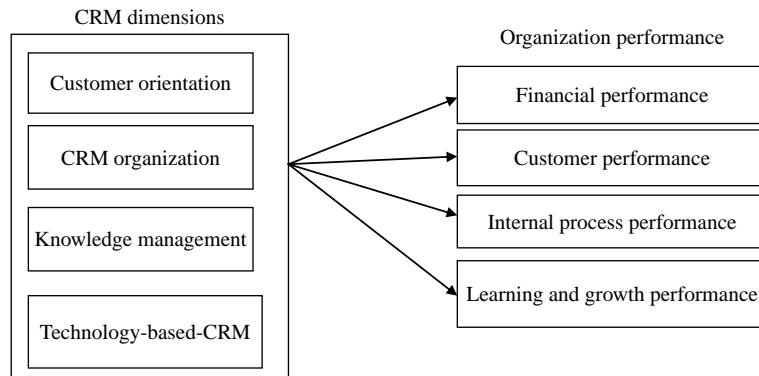 CRM dimensions
Customer orientation
CRM organization
Knowledge management
Technology-based-CRM
Organization performance
Financial performance
Customer performance
Internal process performance
Learning and growth performance